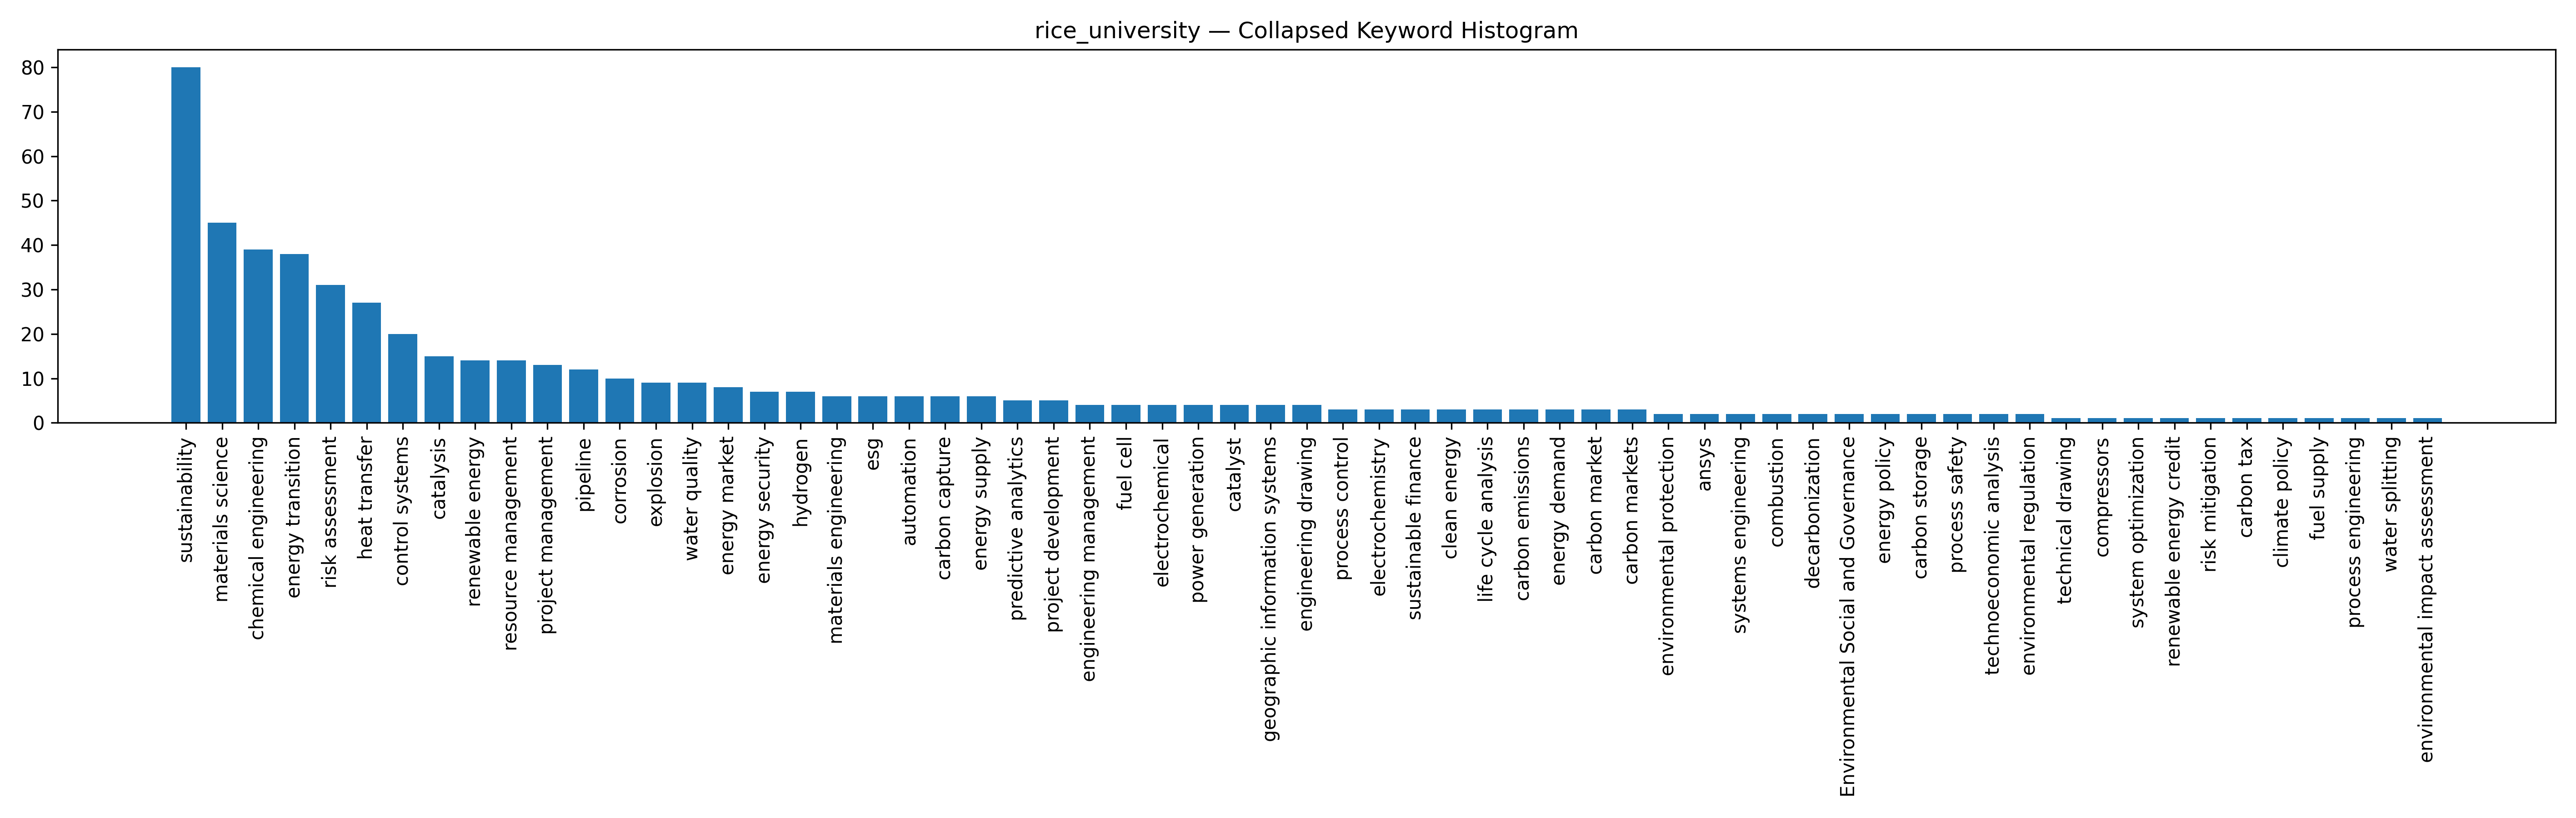 rice_university — Collapsed Keyword Histogram
80
70
60
50
40
30
20
10
0
sustainability
materials science
chemical engineering
energy transition
risk assessment
heat transfer
control systems
catalysis
renewable energy
resource management
project management
pipeline
corrosion
explosion
water quality
energy market
energy security
hydrogen
materials engineering
esg
automation
carbon capture
energy supply
predictive analytics
project development
engineering management
fuel cell
electrochemical
power generation
catalyst
geographic information systems
engineering drawing
process control
electrochemistry
sustainable finance
clean energy
life cycle analysis
carbon emissions
energy demand
carbon market
carbon markets
environmental protection
ansys
systems engineering
combustion
decarbonization
Environmental Social and Governance
energy policy
carbon storage
process safety
technoeconomic analysis
environmental regulation
technical drawing
compressors
system optimization
renewable energy credit
risk mitigation
carbon tax
climate policy
fuel supply
process engineering
water splitting
environmental impact assessment